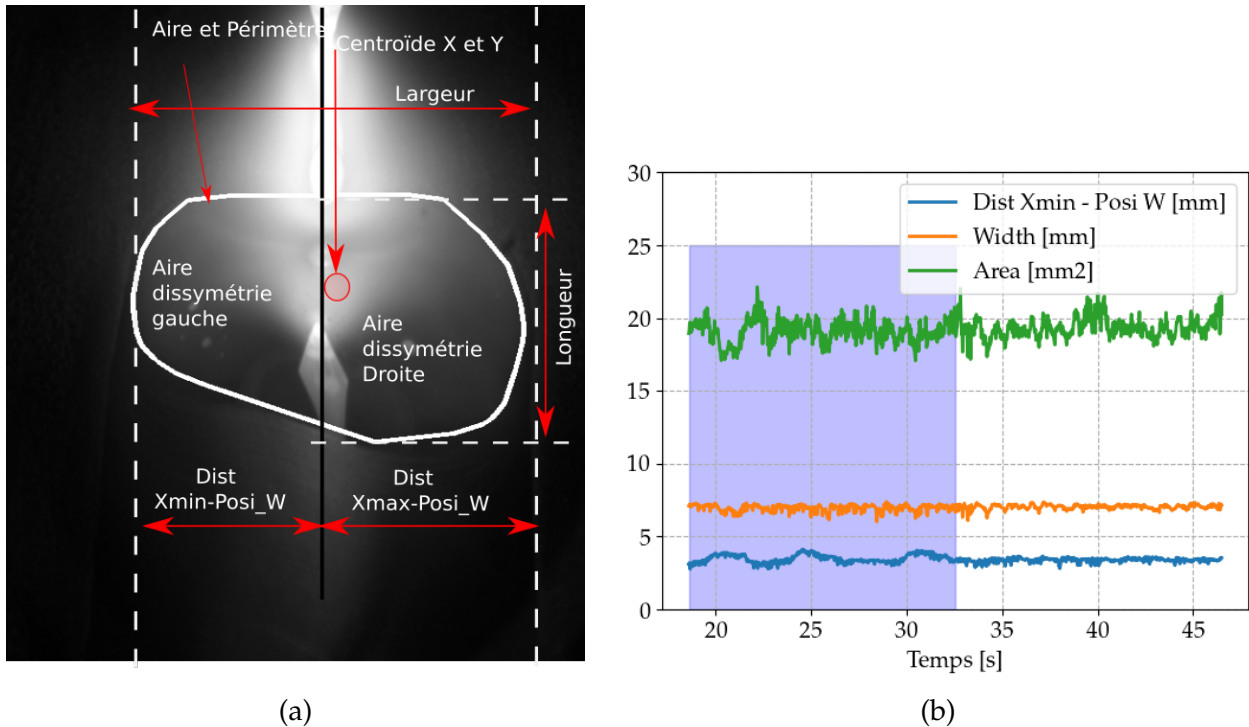 Aire et Périmètre
Centroïde X et Y
Largeur
Aire
dissymétrie
gauche
Aire
dissymétrie
Droite
Longueur
Dist
Xmin-Posi_W
Dist
Xmax-Posi_W
(a)
30
25
20
15
10
5
0
Dist Xmin - Posi W [mm]
Width [mm]
Area [mm2]
20 25 30 35 40 45
Temps [s]
(b)